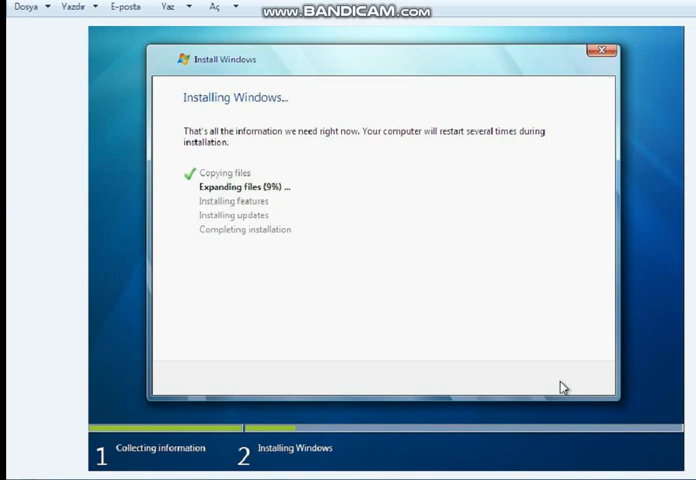 Dosya Yazdır E-posta Yaz Aç
www.BANDICAM.com
Install Windows
Installing Windows...
That's all the information we need right now. Your computer will restart several times during
installation.
Copying files
Expanding files (9%) ...
Installing features
Installing updates
Completing installation
1 Collecting information 2 Installing Windows